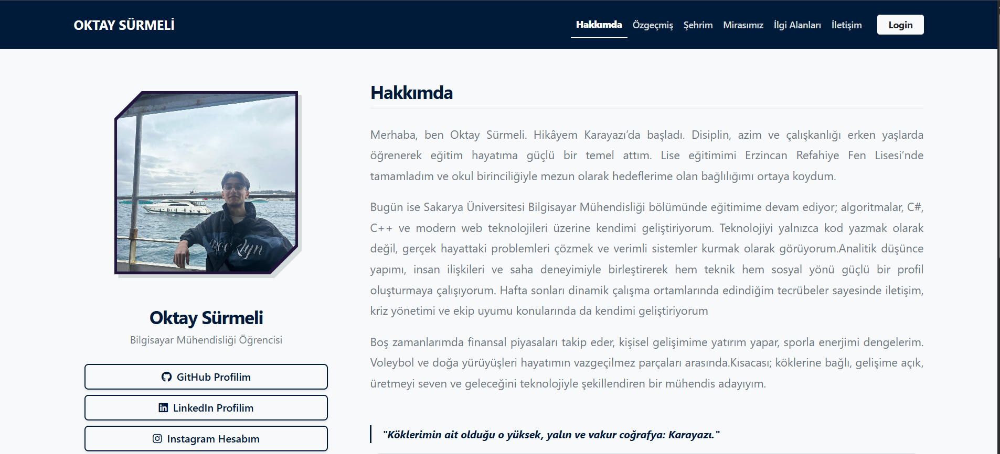 OKTAY SÜRMELİ
Hakkımda Özgeçmiş Şehrim Mirasımız İlgi Alanları İletişim Login
Hakkımda
Merhaba, ben Oktay Sürmeli. Hikâyem Karayazı’da başladı. Disiplin, azim ve çalışkanlığı erken yaşlarda
öğrenerek eğitim hayatıma güçlü bir temel attım. Lise eğitimimi Erzincan Refahiye Fen Lisesi’nde
tamamladım ve okul birinciliğiyle mezun olarak hedeflerime olan bağlılığımı ortaya koydum.
Bugün ise Sakarya Üniversitesi Bilgisayar Mühendisliği bölümünde eğitimime devam ediyor; algoritmalar, C#,
C++ ve modern web teknolojileri üzerine kendimi geliştiriyorum. Teknolojiyi yalnızca kod yazmak olarak
değil, gerçek hayattaki problemleri çözmek ve verimli sistemler kurmak olarak görüyorum.Analitik düşünce
yapımı, insan ilişkileri ve saha deneyimiyle birleştirerek hem teknik hem sosyal yönü güçlü bir profil
oluşturmaya çalışıyorum. Hafta sonları dinamik çalışma ortamlarında edindiğim tecrübeler sayesinde iletişim,
kriz yönetimi ve ekip uyumu konularında da kendimi geliştiriyorum
Boş zamanlarımda finansal piyasaları takip eder, kişisel gelişimime yatırım yapar, sporla enerjimi dengelerim.
Voleybol ve doğa yürüyüşleri hayatımın vazgeçilmez parçaları arasında.Kısacası; köklerine bağlı, gelişime açık,
üretmeyi seven ve geleceğini teknolojiyle şekillendiren bir mühendis adayıyım.
"Köklerimin ait olduğu o yüksek, yalın ve vakur coğrafya: Karayazı."
Oktay Sürmeli
Bilgisayar Mühendisliği Öğrencisi
GitHub Profilim
LinkedIn Profilim
Instagram Hesabım